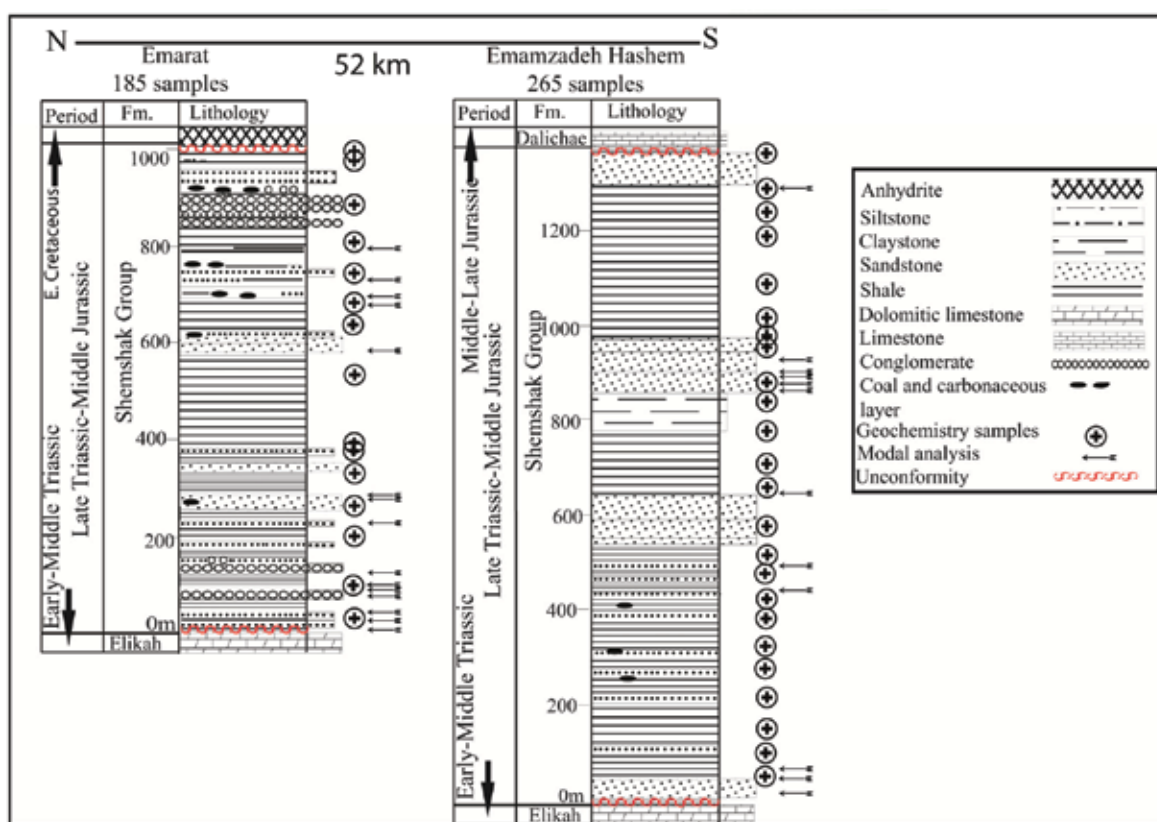 N
S
52 km
Emarat
185 samples
Period
Fm.
Lithology
1000
800
600
400
200
0m
E. Cretaceous
Late Triassic-Middle Jurassic
Early-Middle Triassic
Shemshak Group
Elikah
Emamzadeh Hashem
265 samples
Period
Fm.
Lithology
Dalichae
1200
1000
800
600
400
200
0m
Middle-Late Jurassic
Late Triassic-Middle Jurassic
Early-Middle Triassic
Shemshak Group
Elikah
Anhydrite
Siltstone
Claystone
Sandstone
Shale
Dolomitic limestone
Limestone
Conglomerate
Coal and carbonaceous
layer
Geochemistry samples
Modal analysis
Unconformity